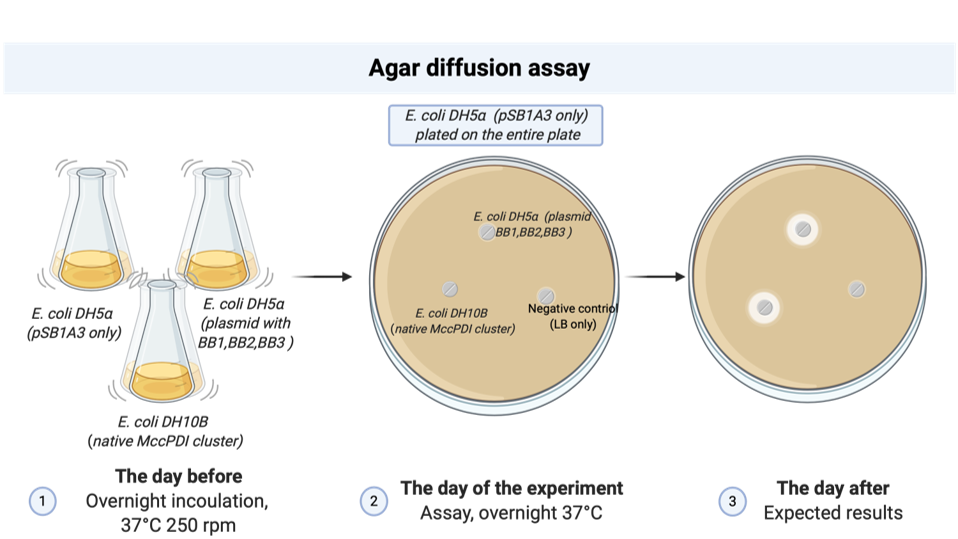 Agar diffusion assay
E. coli DH5α (pSB1A3 only)
plated on the entire plate
E. coli DH5α
(pSB1A3 only)
E. coli DH5α
(plasmid with
BB1,BB2,BB3 )
E. coli DH10B
(native MccPDI cluster)
E. coli DH5α (plasmid
BB1,BB2,BB3 )
E. coli DH10B
(native MccPDI cluster)
Negative contriol
(LB only)
1
The day before
Overnight incoulation,
37°C 250 rpm
2
The day of the experiment
Assay, overnight 37°C
3
The day after
Expected results